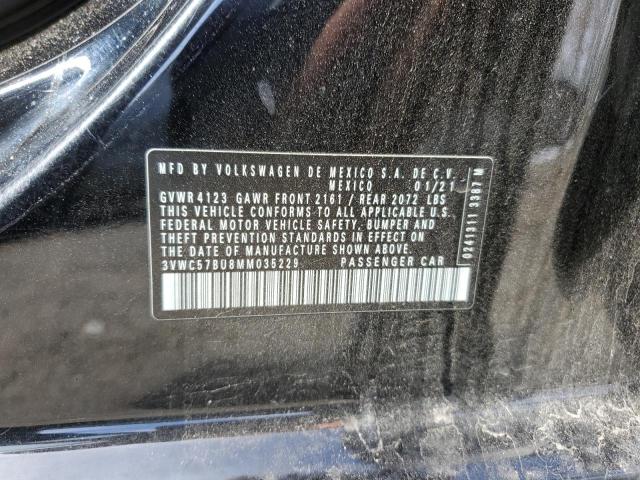 MFD BY VOLKSWAGEN DE MEXICO S.A. DE C.V.
MEXICO 01/21
GVWR 4123 GAWR FRONT 2161 / REAR 2072 LBS
THIS VEHICLE CONFORMS TO ALL APPLICABLE U.S.
FEDERAL MOTOR VEHICLE SAFETY, BUMPER AND
THEFT PREVENTION STANDARDS IN EFFECT ON THE
DATE OF MANUFACTURE SHOWN ABOVE.
3VWC57BU8MM035229 PASSENGER CAR